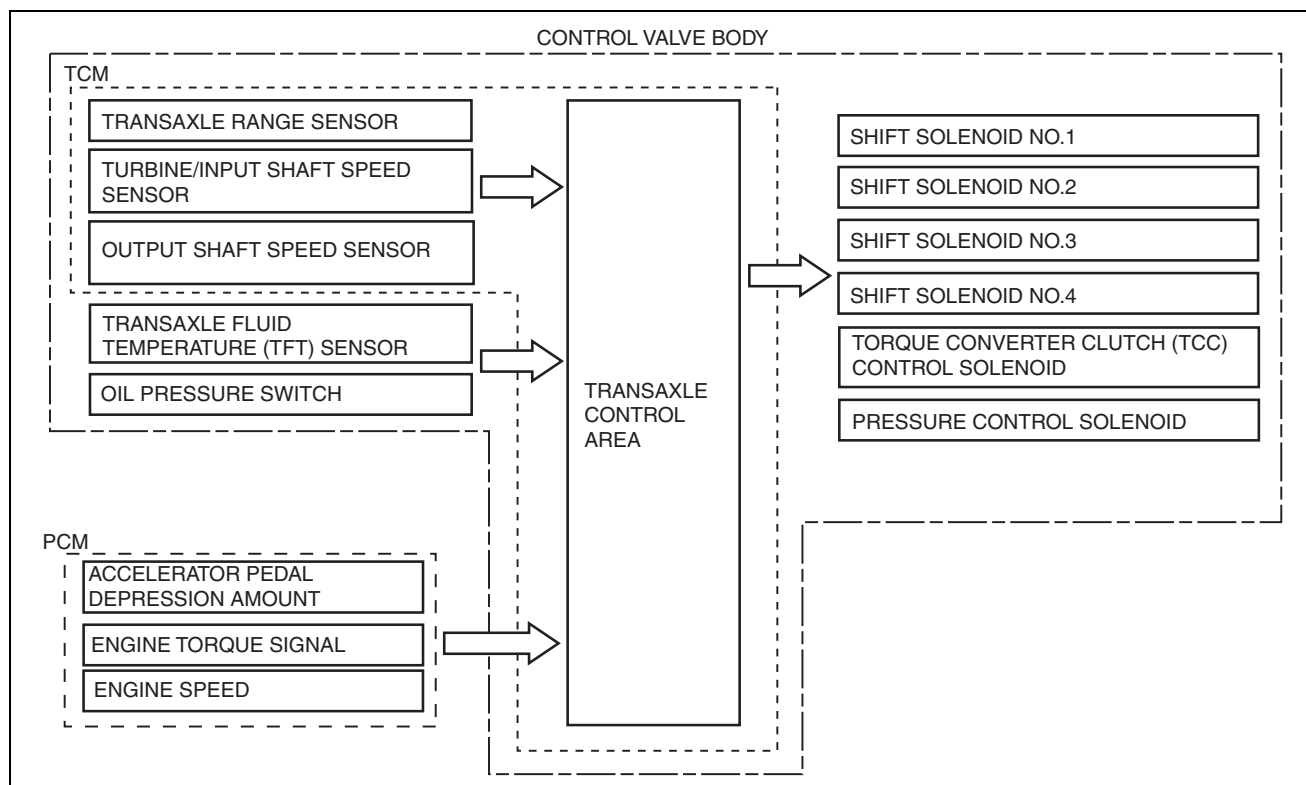 CONTROL VALVE BODY
TCM
TRANSAXLE RANGE SENSOR
TURBINE/INPUT SHAFT SPEED
SENSOR
OUTPUT SHAFT SPEED SENSOR
TRANSAXLE FLUID
TEMPERATURE (TFT) SENSOR
OIL PRESSURE SWITCH
PCM
ACCELERATOR PEDAL
DEPRESSION AMOUNT
ENGINE TORQUE SIGNAL
ENGINE SPEED
TRANSAXLE
CONTROL
AREA
SHIFT SOLENOID NO.1
SHIFT SOLENOID NO.2
SHIFT SOLENOID NO.3
SHIFT SOLENOID NO.4
TORQUE CONVERTER CLUTCH (TCC)
CONTROL SOLENOID
PRESSURE CONTROL SOLENOID